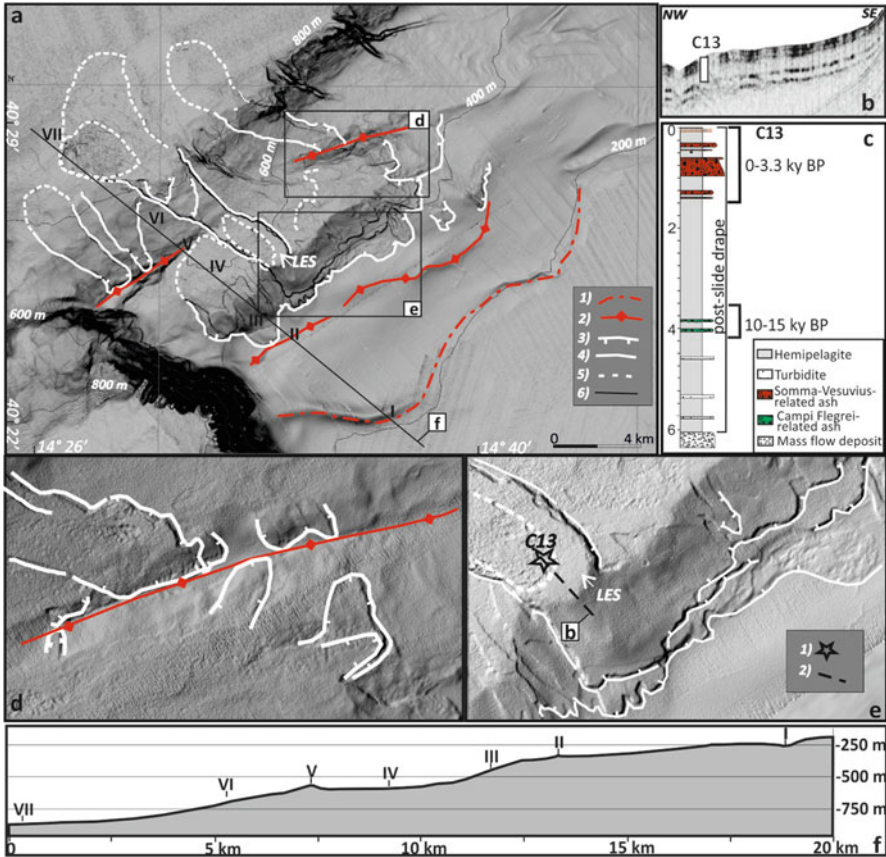 a
800 m
400 m
200 m
600 m
40° 29'
VII
d
VI
V
IV
LES
III
e
II
600 m
800 m
I
f
40° 22'
14° 26'
14° 40'
0 4 km
1)
2)
3)
4)
5)
6)
NW SE
C13
b
C13 c
0
2
4
6
0-3.3 ky BP
post-slide drape
10-15 ky BP
Hemipelagite
Turbidite
Somma-Vesuvius-
related ash
Campi Flegrei-
related ash
Mass flow deposit
d
C13
LES
b
1)
2)
e
I
II
III
IV
V
VI
VII
-250 m
-500 m
-750 m
0 5 km 10 km 15 km 20 km
f